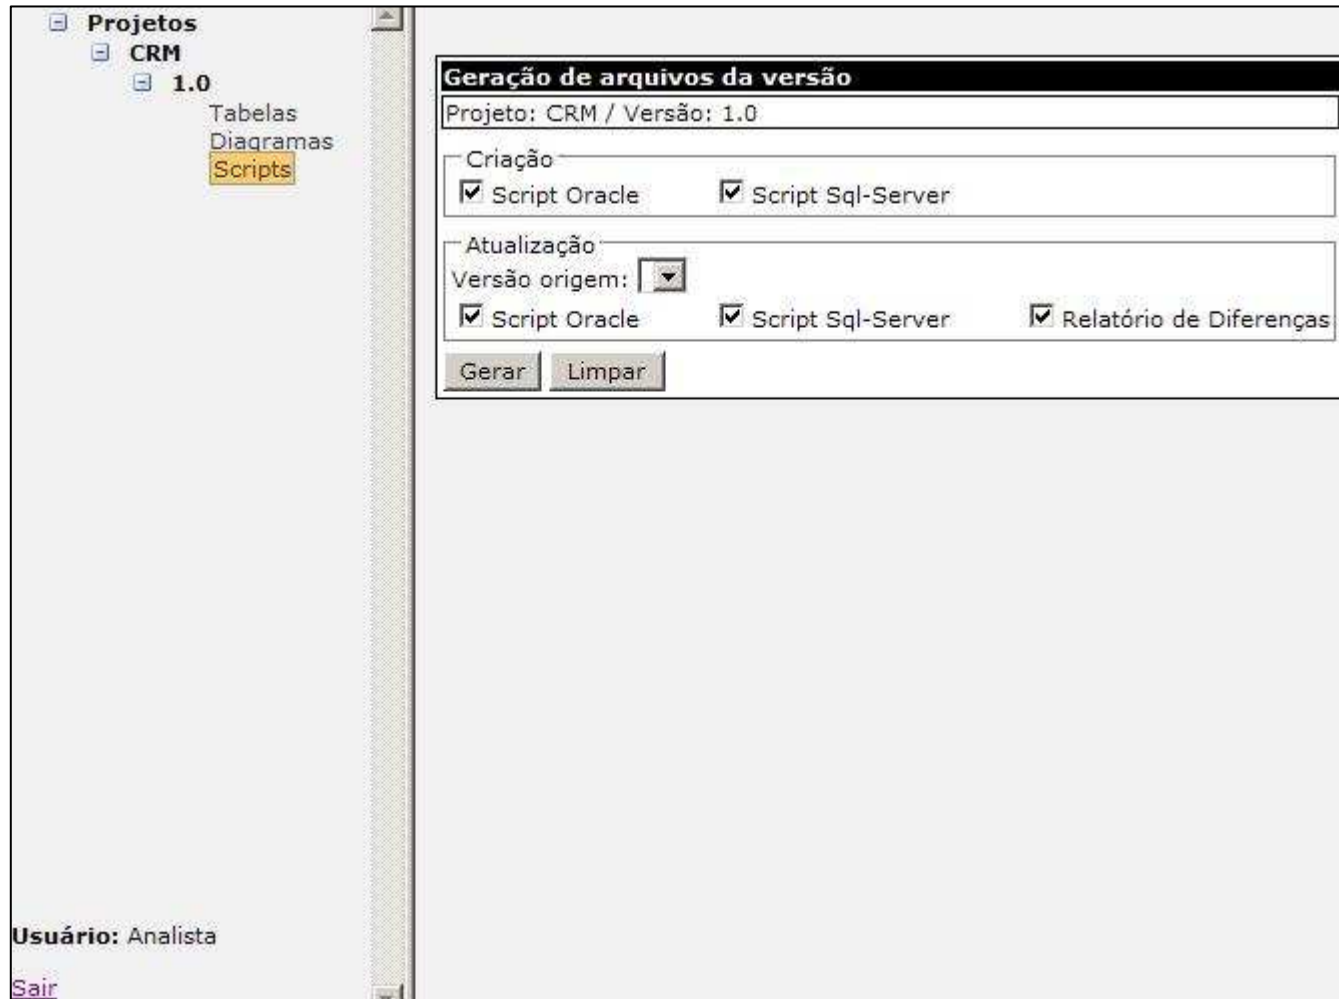 Projetos
CRM
1.0
Tabelas
Diagramas
Scripts
Usuário: Analista
Sair
Geração de arquivos da versão
Projeto: CRM / Versão: 1.0
Criação
Script Oracle Script Sql-Server
Atualização
Versão origem:
Script Oracle Script Sql-Server Relatório de Diferenças
Gerar Limpar